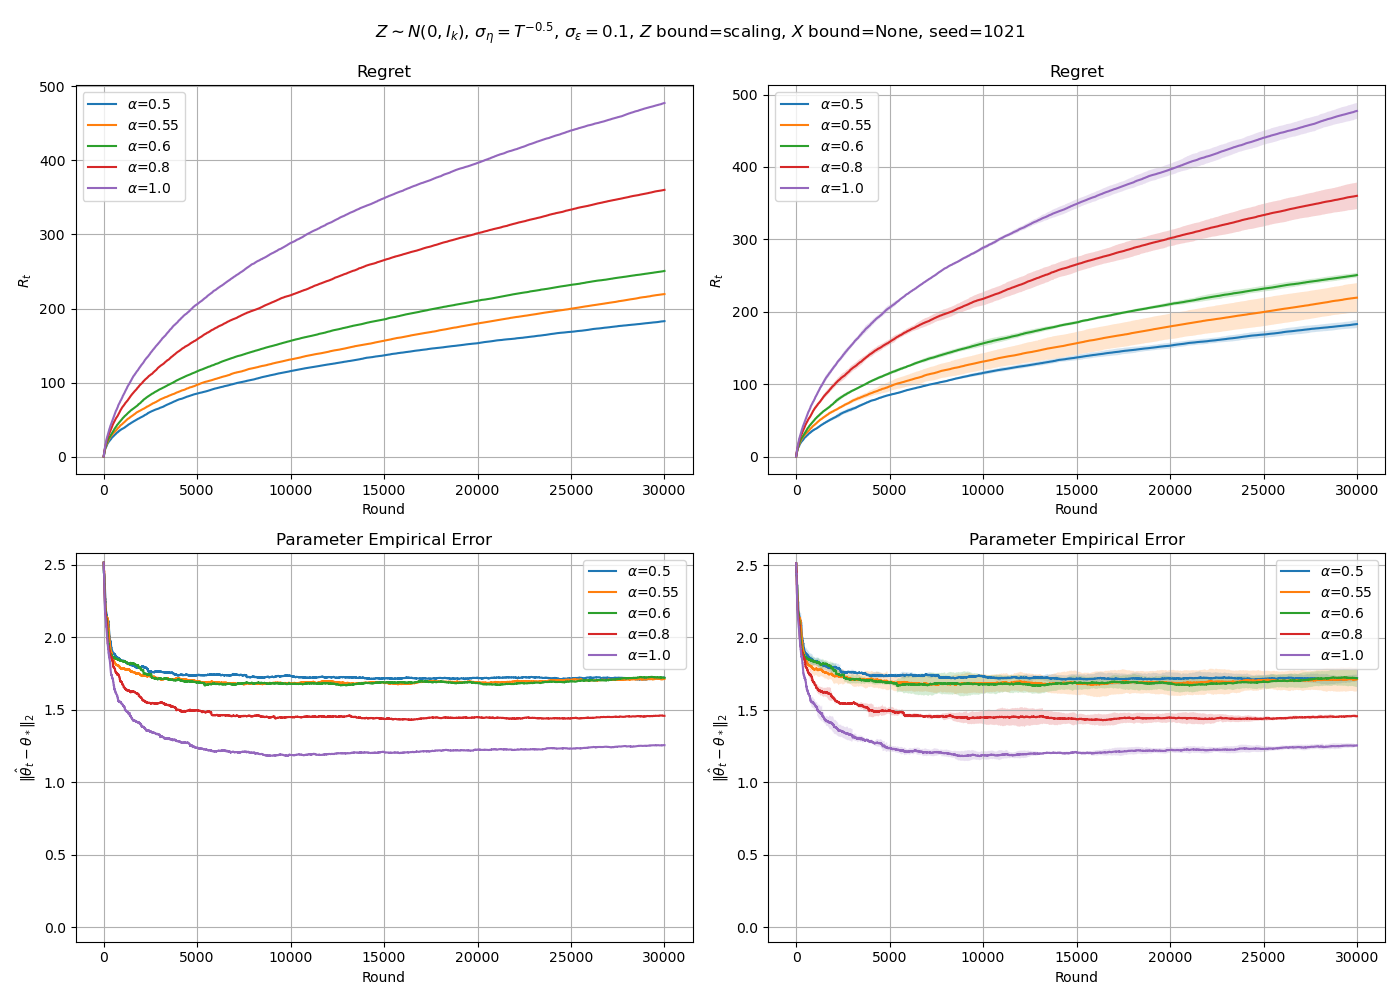 Z ~ N(0, I_k), σ_η = T^{-0.5}, σ_ε = 0.1, Z bound=scaling, X bound=None, seed=1021
Regret
α=0.5
α=0.55
α=0.6
α=0.8
α=1.0
500
400
300
200
100
0
R_t
0 5000 10000 15000 20000 25000 30000
Round
Regret
α=0.5
α=0.55
α=0.6
α=0.8
α=1.0
500
400
300
200
100
0
R_t
0 5000 10000 15000 20000 25000 30000
Round
Parameter Empirical Error
α=0.5
α=0.55
α=0.6
α=0.8
α=1.0
2.5
2.0
1.5
1.0
0.5
0.0
‖θ̂_t − θ_*‖_2
0 5000 10000 15000 20000 25000 30000
Round
Parameter Empirical Error
α=0.5
α=0.55
α=0.6
α=0.8
α=1.0
2.5
2.0
1.5
1.0
0.5
0.0
‖θ̂_t − θ_*‖_2
0 5000 10000 15000 20000 25000 30000
Round